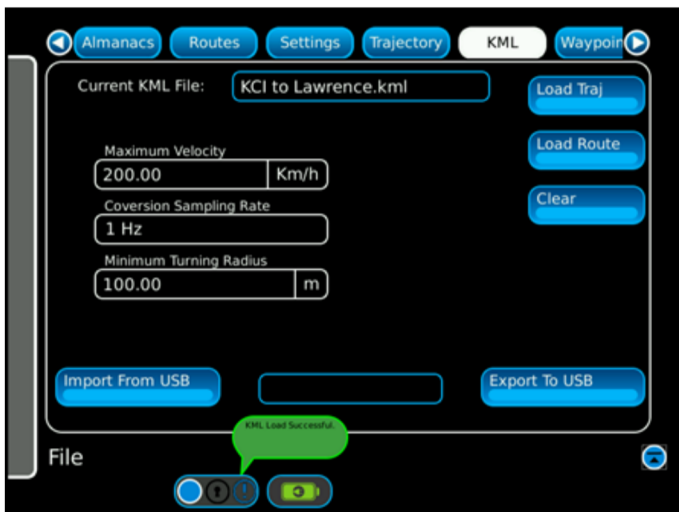 Almanacs
Routes
Settings
Trajectory
KML
Waypoin
Current KML File:
KCI to Lawrence.kml
Load Traj
Load Route
Clear
Maximum Velocity
200.00
Km/h
Coversion Sampling Rate
1 Hz
Minimum Turning Radius
100.00
m
Import From USB
Export To USB
KML Load Successful.
File